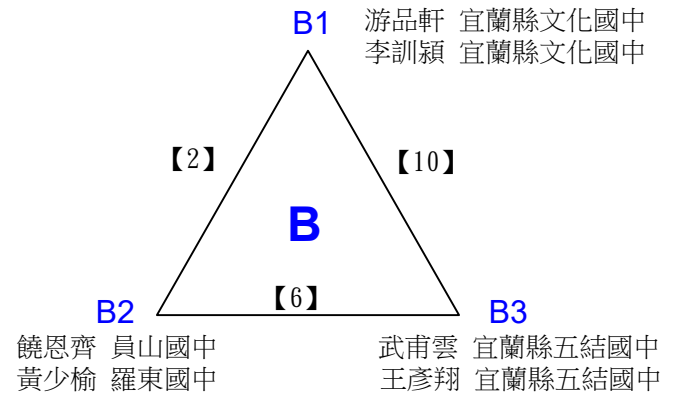 B1
游品軒 宜蘭縣文化國中
李訓潁 宜蘭縣文化國中
【2】
【10】
B
【6】
B2
B3
饒恩齊 員山國中
黃少榆 羅東國中
武甫雲 宜蘭縣五結國中
王彥翔 宜蘭縣五結國中